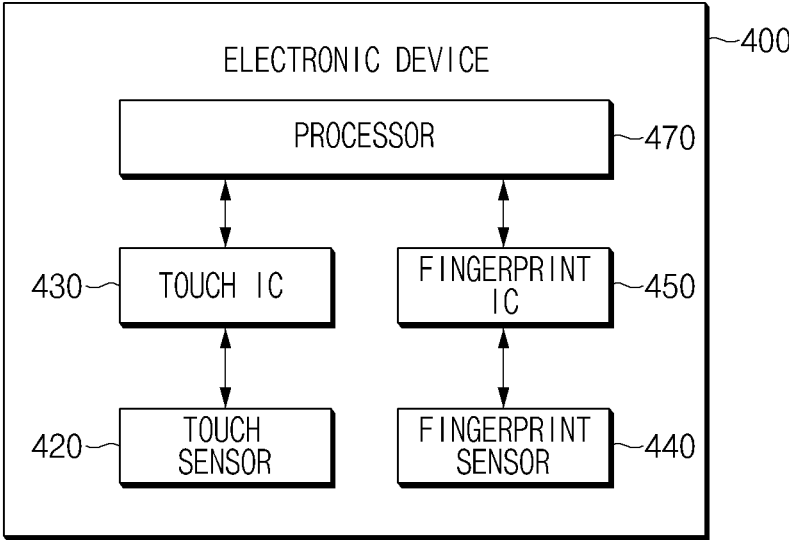 400
ELECTRONIC DEVICE
PROCESSOR
470
430
TOUCH IC
FINGERPRINT
IC
450
420
TOUCH
SENSOR
FINGERPRINT
SENSOR
440